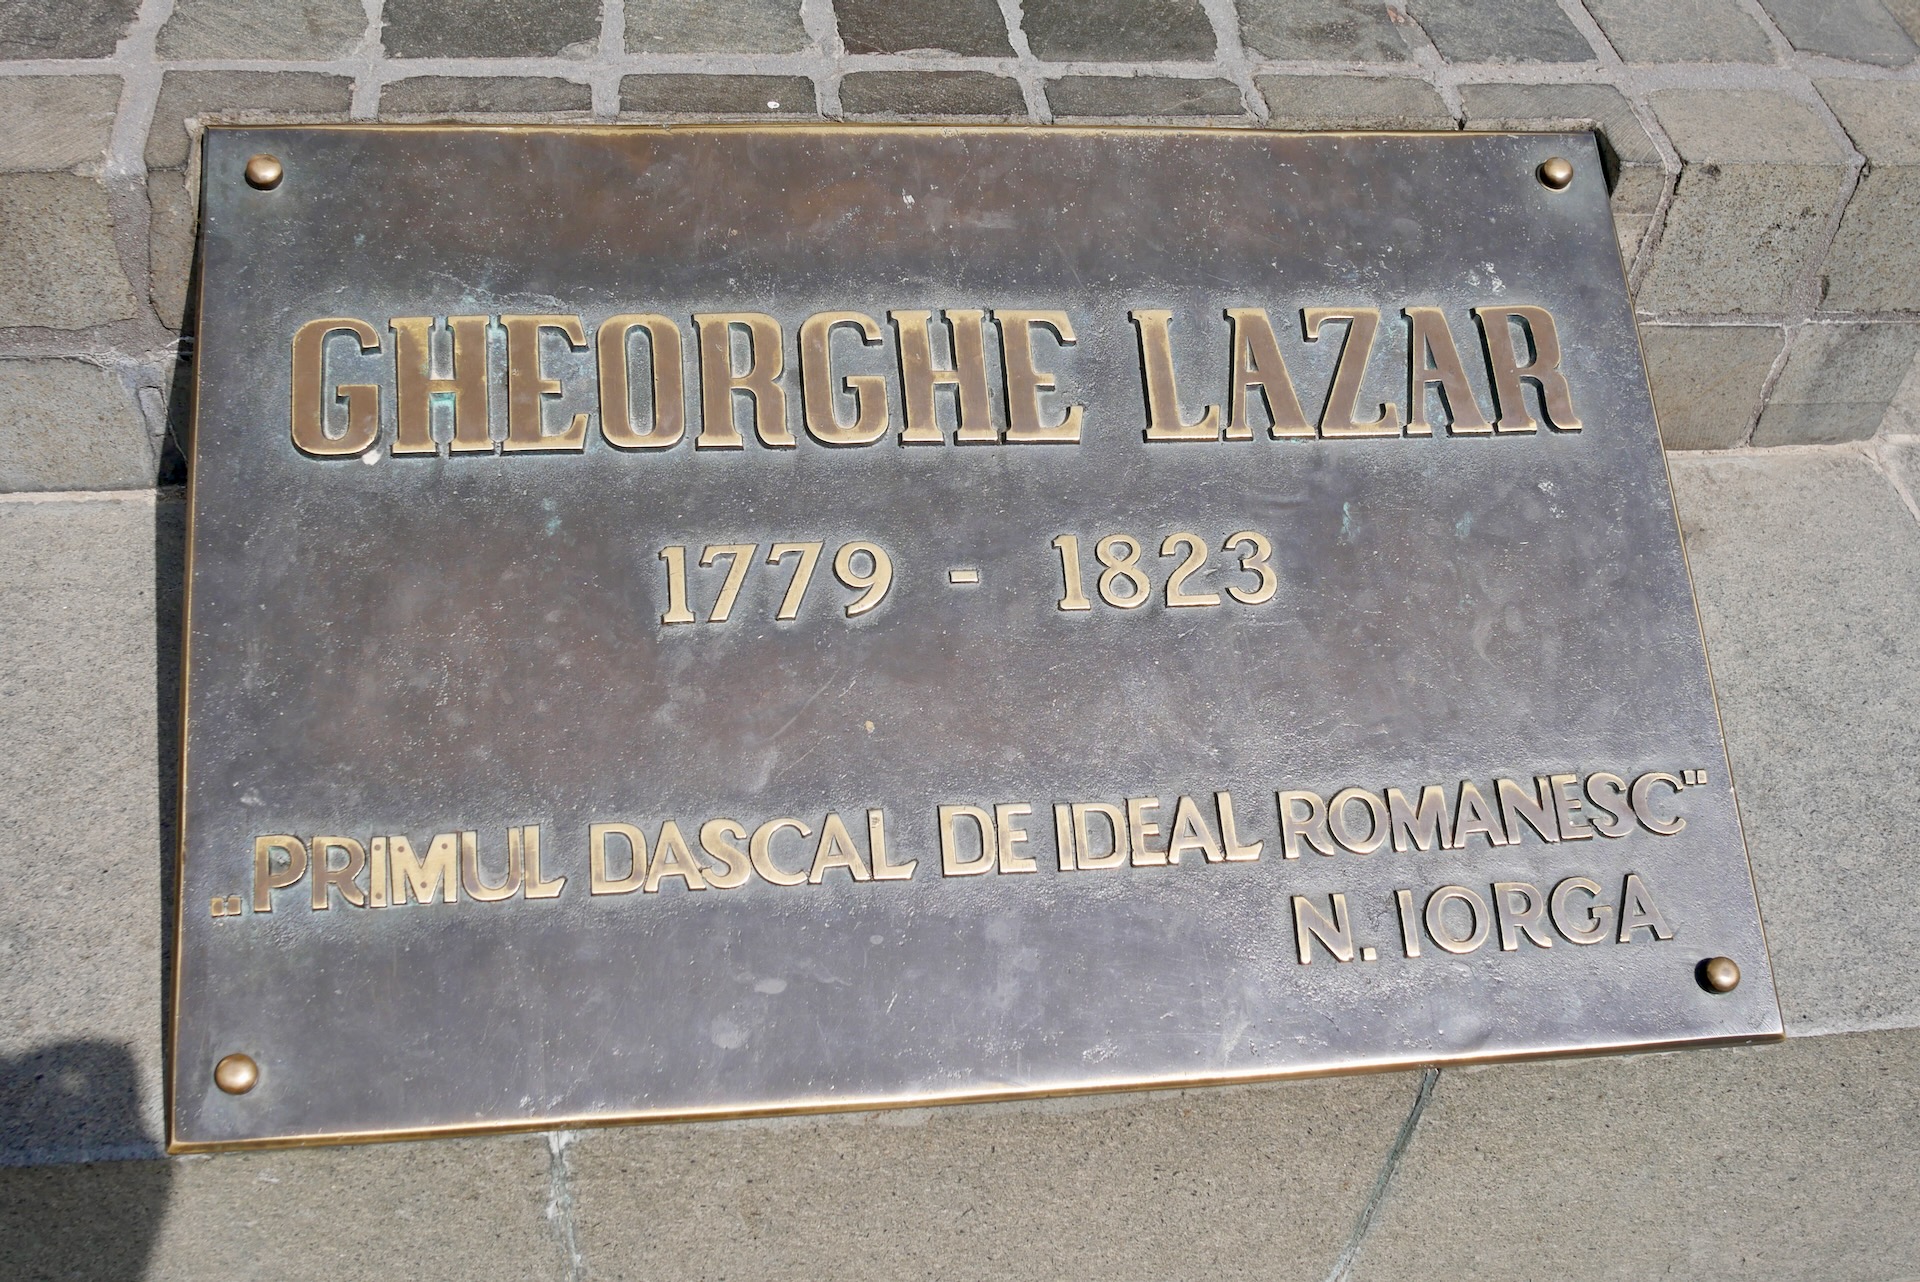 GHEORGHE LAZAR
1779 - 1823
„PRIMUL DASCAL DE IDEAL ROMANESC"
N. IORGA